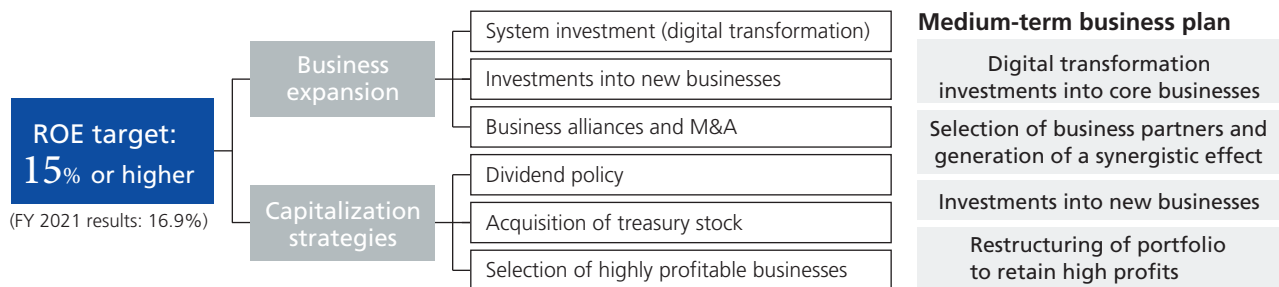 ROE target:
15% or higher
(FY 2021 results: 16.9%)
Business
expansion
System investment (digital transformation)
Investments into new businesses
Business alliances and M&A
Capitalization
strategies
Dividend policy
Acquisition of treasury stock
Selection of highly profitable businesses
Medium-term business plan
Digital transformation
investments into core businesses
Selection of business partners and
generation of a synergistic effect
Investments into new businesses
Restructuring of portfolio
to retain high profits